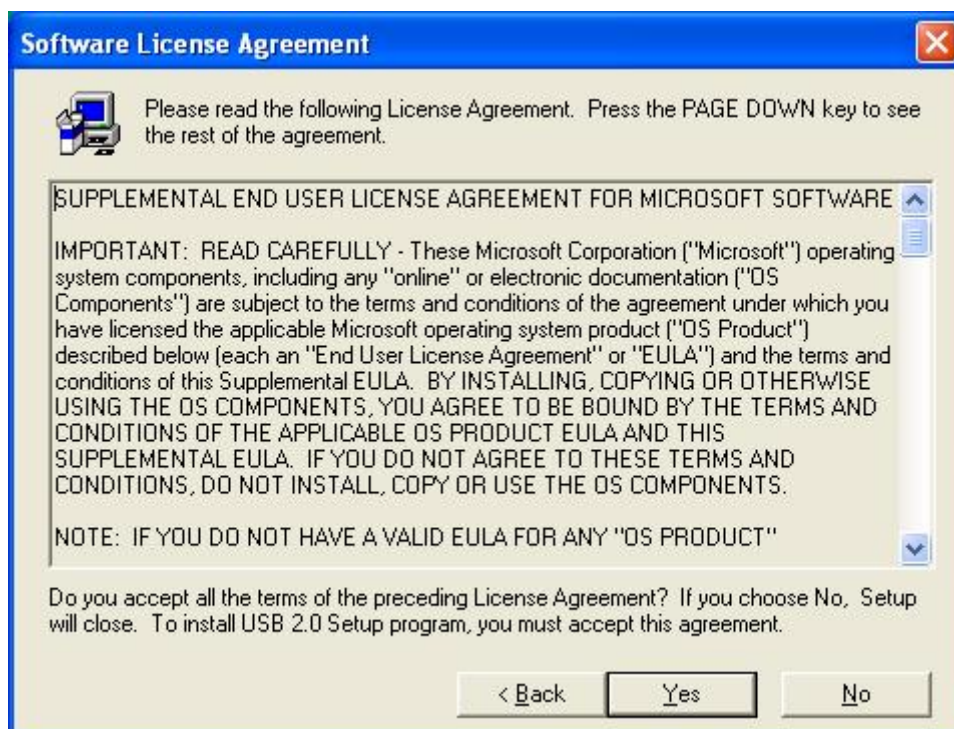 Software License Agreement
Please read the following License Agreement.  Press the PAGE DOWN key to see
the rest of the agreement.
SUPPLEMENTAL END USER LICENSE AGREEMENT FOR MICROSOFT SOFTWARE
IMPORTANT:  READ CAREFULLY - These Microsoft Corporation ("Microsoft") operating
system components, including any "online" or electronic documentation ("OS
Components") are subject to the terms and conditions of the agreement under which you
have licensed the applicable Microsoft operating system product ("OS Product")
described below (each an "End User License Agreement" or "EULA") and the terms and
conditions of this Supplemental EULA.  BY INSTALLING, COPYING OR OTHERWISE
USING THE OS COMPONENTS, YOU AGREE TO BE BOUND BY THE TERMS AND
CONDITIONS OF THE APPLICABLE OS PRODUCT EULA AND THIS
SUPPLEMENTAL EULA.  IF YOU DO NOT AGREE TO THESE TERMS AND
CONDITIONS, DO NOT INSTALL, COPY OR USE THE OS COMPONENTS.
NOTE:  IF YOU DO NOT HAVE A VALID EULA FOR ANY "OS PRODUCT"
Do you accept all the terms of the preceding License Agreement?  If you choose No,  Setup
will close.  To install USB 2.0 Setup program, you must accept this agreement.
< Back
Yes
No